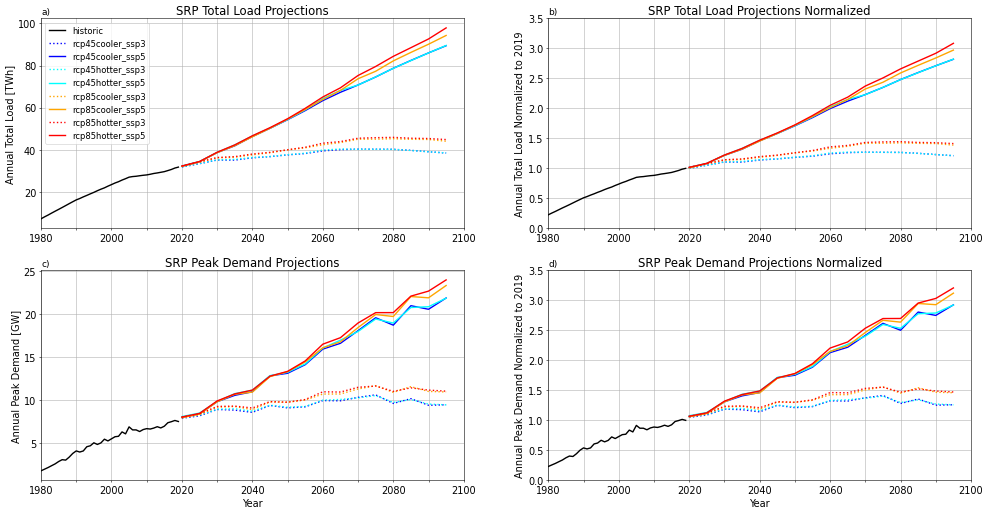 a)
SRP Total Load Projections
Annual Total Load [TWh]
100
80
60
40
20
historic
rcp45cooler_ssp3
rcp45cooler_ssp5
rcp45hotter_ssp3
rcp45hotter_ssp5
rcp85cooler_ssp3
rcp85cooler_ssp5
rcp85hotter_ssp3
rcp85hotter_ssp5
1980 2000 2020 2040 2060 2080 2100
b)
SRP Total Load Projections Normalized
Annual Total Load Normalized to 2019
3.5
3.0
2.5
2.0
1.5
1.0
0.5
0.0
1980 2000 2020 2040 2060 2080 2100
c)
SRP Peak Demand Projections
Annual Peak Demand [GW]
25
20
15
10
5
1980 2000 2020 2040 2060 2080 2100
Year
d)
SRP Peak Demand Projections Normalized
Annual Peak Demand Normalized to 2019
3.5
3.0
2.5
2.0
1.5
1.0
0.5
0.0
1980 2000 2020 2040 2060 2080 2100
Year